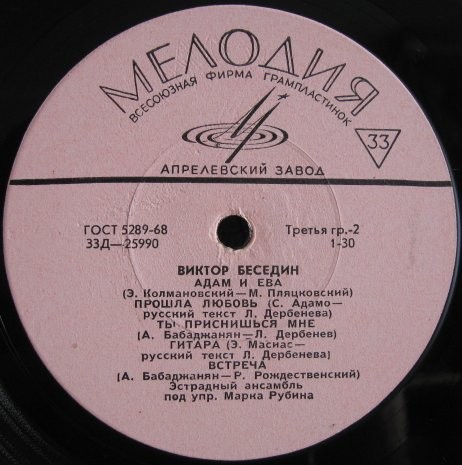 МЕЛОДИЯ
ВСЕСОЮЗНАЯ ФИРМА ГРАМПЛАСТИНОК
33
АПРЕЛЕВСКИЙ ЗАВОД
ГОСТ 5289-68 Третья гр.-2
33Д—25990 1-30
ВИКТОР БЕСЕДИН
АДАМ И ЕВА
(Э. Колмановский—М. Пляцковский)
ПРОШЛА ЛЮБОВЬ (С. Адамо—
русский текст Л. Дербенева)
ТЫ ПРИСНИШЬСЯ МНЕ
(А. Бабаджанян—Л. Дербенев)
ГИТАРА (Э. Масиас—
русский текст Л. Дербенева)
ВСТРЕЧА
(А. Бабаджанян—Р. Рождественский)
Эстрадный ансамбль
под упр. Марка Рубина